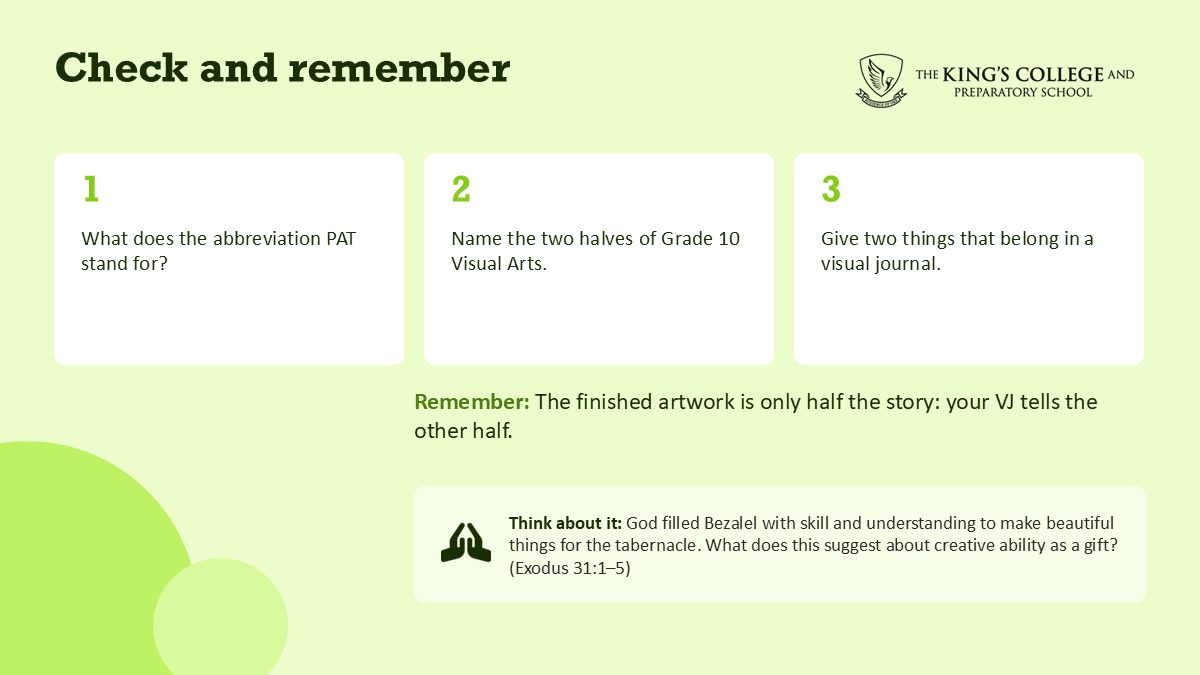 Check and remember
THE KING'S COLLEGE AND
PREPARATORY SCHOOL
1
What does the abbreviation PAT
stand for?
2
Name the two halves of Grade 10
Visual Arts.
3
Give two things that belong in a
visual journal.
Remember: The finished artwork is only half the story: your VJ tells the
other half.
Think about it: God filled Bezalel with skill and understanding to make beautiful
things for the tabernacle. What does this suggest about creative ability as a gift?
(Exodus 31:1–5)